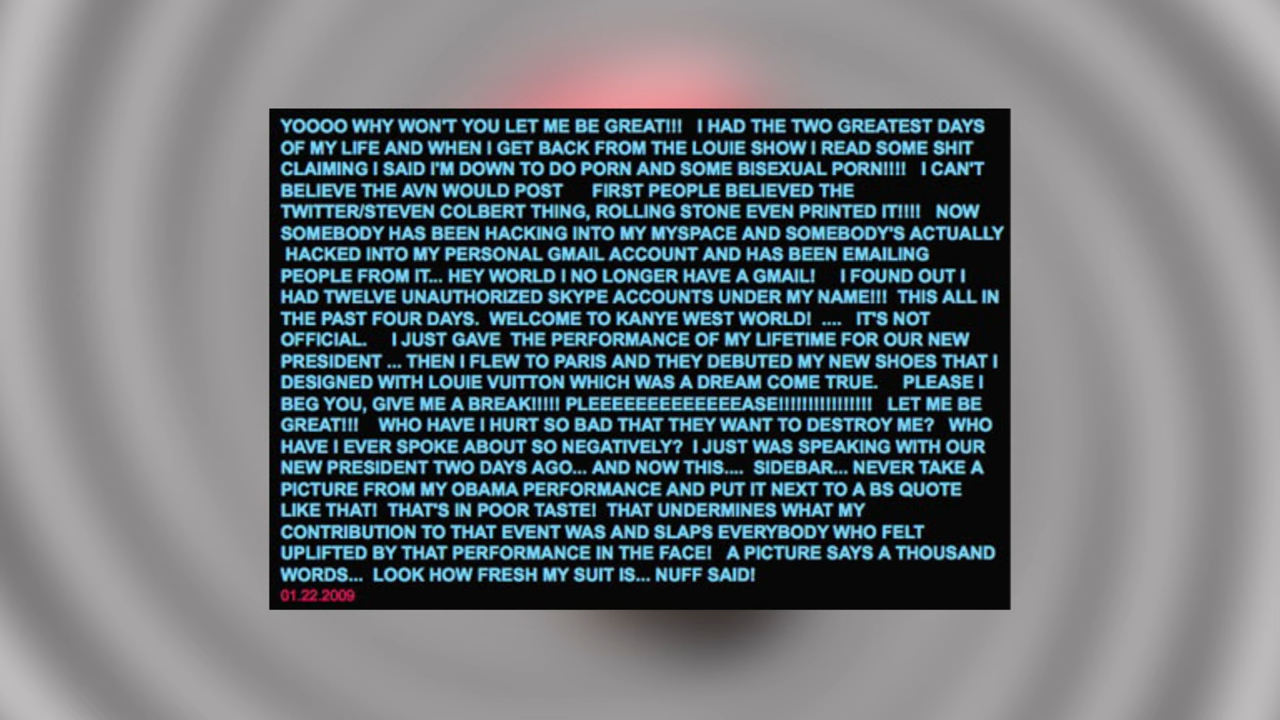 YOOOO WHY WON'T YOU LET ME BE GREAT!!!   I HAD THE TWO GREATEST DAYS
OF MY LIFE AND WHEN I GET BACK FROM THE LOUIE SHOW I READ SOME SHIT
CLAIMING I SAID I'M DOWN TO DO PORN AND SOME BISEXUAL PORN!!!!   I CAN'T
BELIEVE THE AVN WOULD POST      FIRST PEOPLE BELIEVED THE
TWITTER/STEVEN COLBERT THING, ROLLING STONE EVEN PRINTED IT!!!!   NOW
SOMEBODY HAS BEEN HACKING INTO MY MYSPACE AND SOMEBODY'S ACTUALLY
HACKED INTO MY PERSONAL GMAIL ACCOUNT AND HAS BEEN EMAILING
PEOPLE FROM IT... HEY WORLD I NO LONGER HAVE A GMAIL!     I FOUND OUT I
HAD TWELVE UNAUTHORIZED SKYPE ACCOUNTS UNDER MY NAME!!!  THIS ALL IN
THE PAST FOUR DAYS.  WELCOME TO KANYE WEST WORLD!  ....   IT'S NOT
OFFICIAL.     I JUST GAVE  THE PERFORMANCE OF MY LIFETIME FOR OUR NEW
PRESIDENT ... THEN I FLEW TO PARIS AND THEY DEBUTED MY NEW SHOES THAT I
DESIGNED WITH LOUIE VUITTON WHICH WAS A DREAM COME TRUE.     PLEASE I
BEG YOU, GIVE ME A BREAK!!!!! PLEEEEEEEEEEEEEASE!!!!!!!!!!!!!!!!   LET ME BE
GREAT!!!    WHO HAVE I HURT SO BAD THAT THEY WANT TO DESTROY ME?   WHO
HAVE I EVER SPOKE ABOUT SO NEGATIVELY?  I JUST WAS SPEAKING WITH OUR
NEW PRESIDENT TWO DAYS AGO... AND NOW THIS....  SIDEBAR... NEVER TAKE A
PICTURE FROM MY OBAMA PERFORMANCE AND PUT IT NEXT TO A BS QUOTE
LIKE THAT!  THAT'S IN POOR TASTE!  THAT UNDERMINES WHAT MY
CONTRIBUTION TO THAT EVENT WAS AND SLAPS EVERYBODY WHO FELT
UPLIFTED BY THAT PERFORMANCE IN THE FACE!   A PICTURE SAYS A THOUSAND
WORDS...  LOOK HOW FRESH MY SUIT IS... NUFF SAID!
01.22.2009